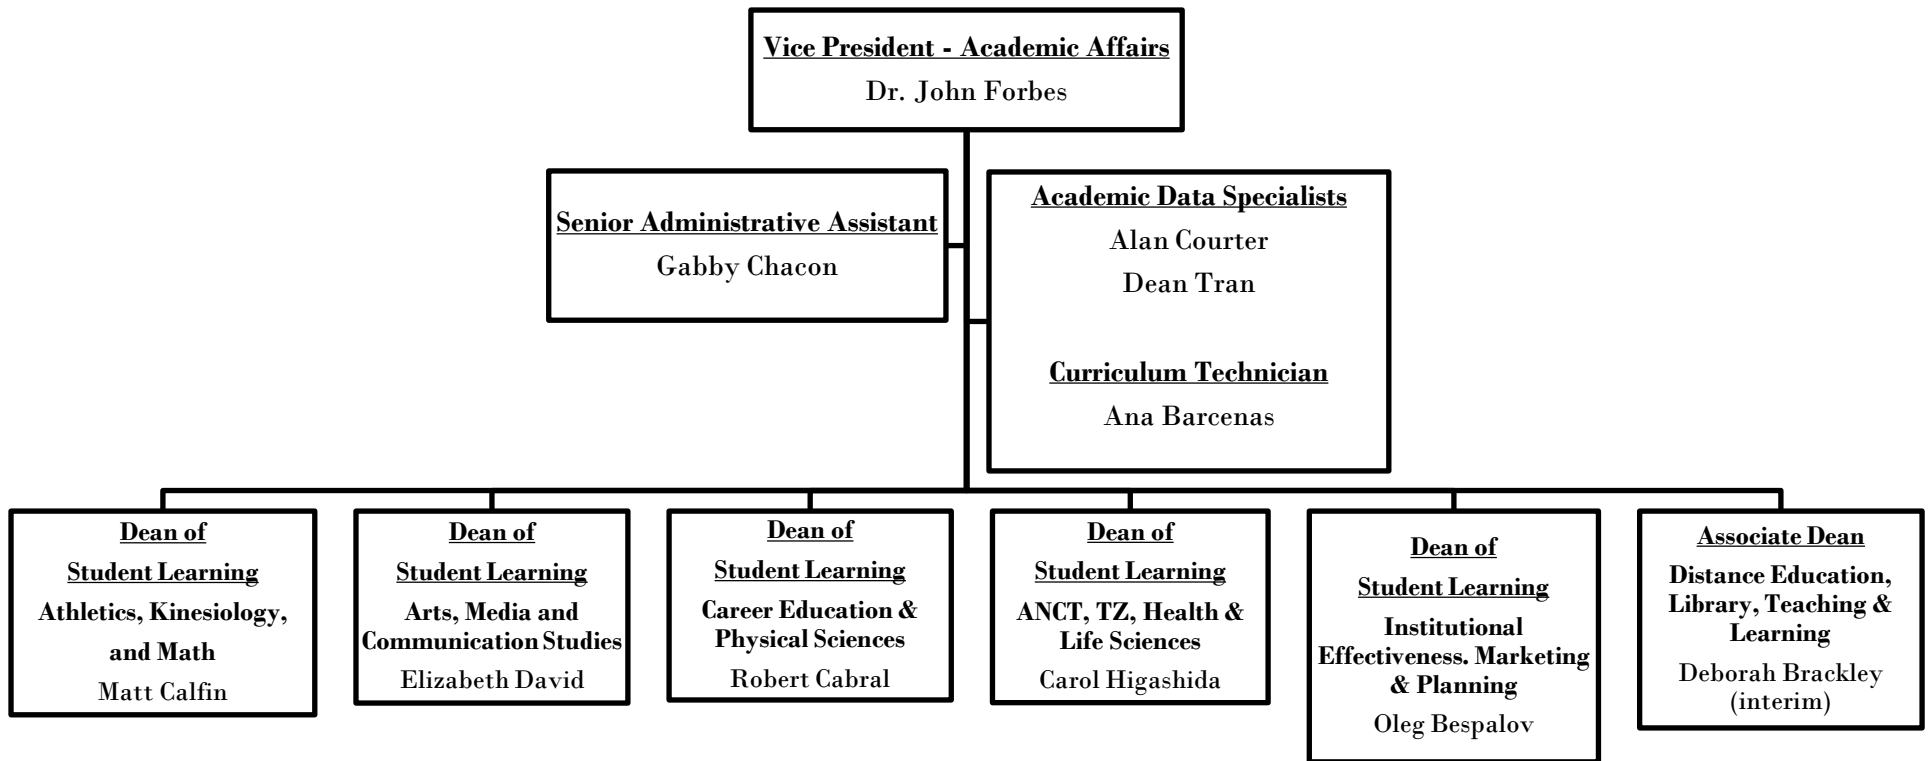 Vice President - Academic Affairs
Dr. John Forbes
Senior Administrative Assistant
Gabby Chacon
Academic Data Specialists
Alan Courter
Dean Tran
Curriculum Technician
Ana Barcenas
Dean of
Student Learning
Athletics, Kinesiology,
and Math
Matt Calfin
Dean of
Student Learning
Arts, Media and
Communication Studies
Elizabeth David
Dean of
Student Learning
Career Education &
Physical Sciences
Robert Cabral
Dean of
Student Learning
ANCT, TZ, Health &
Life Sciences
Carol Higashida
Dean of
Student Learning
Institutional
Effectiveness. Marketing
& Planning
Oleg Bespalov
Associate Dean
Distance Education,
Library, Teaching &
Learning
Deborah Brackley
(interim)